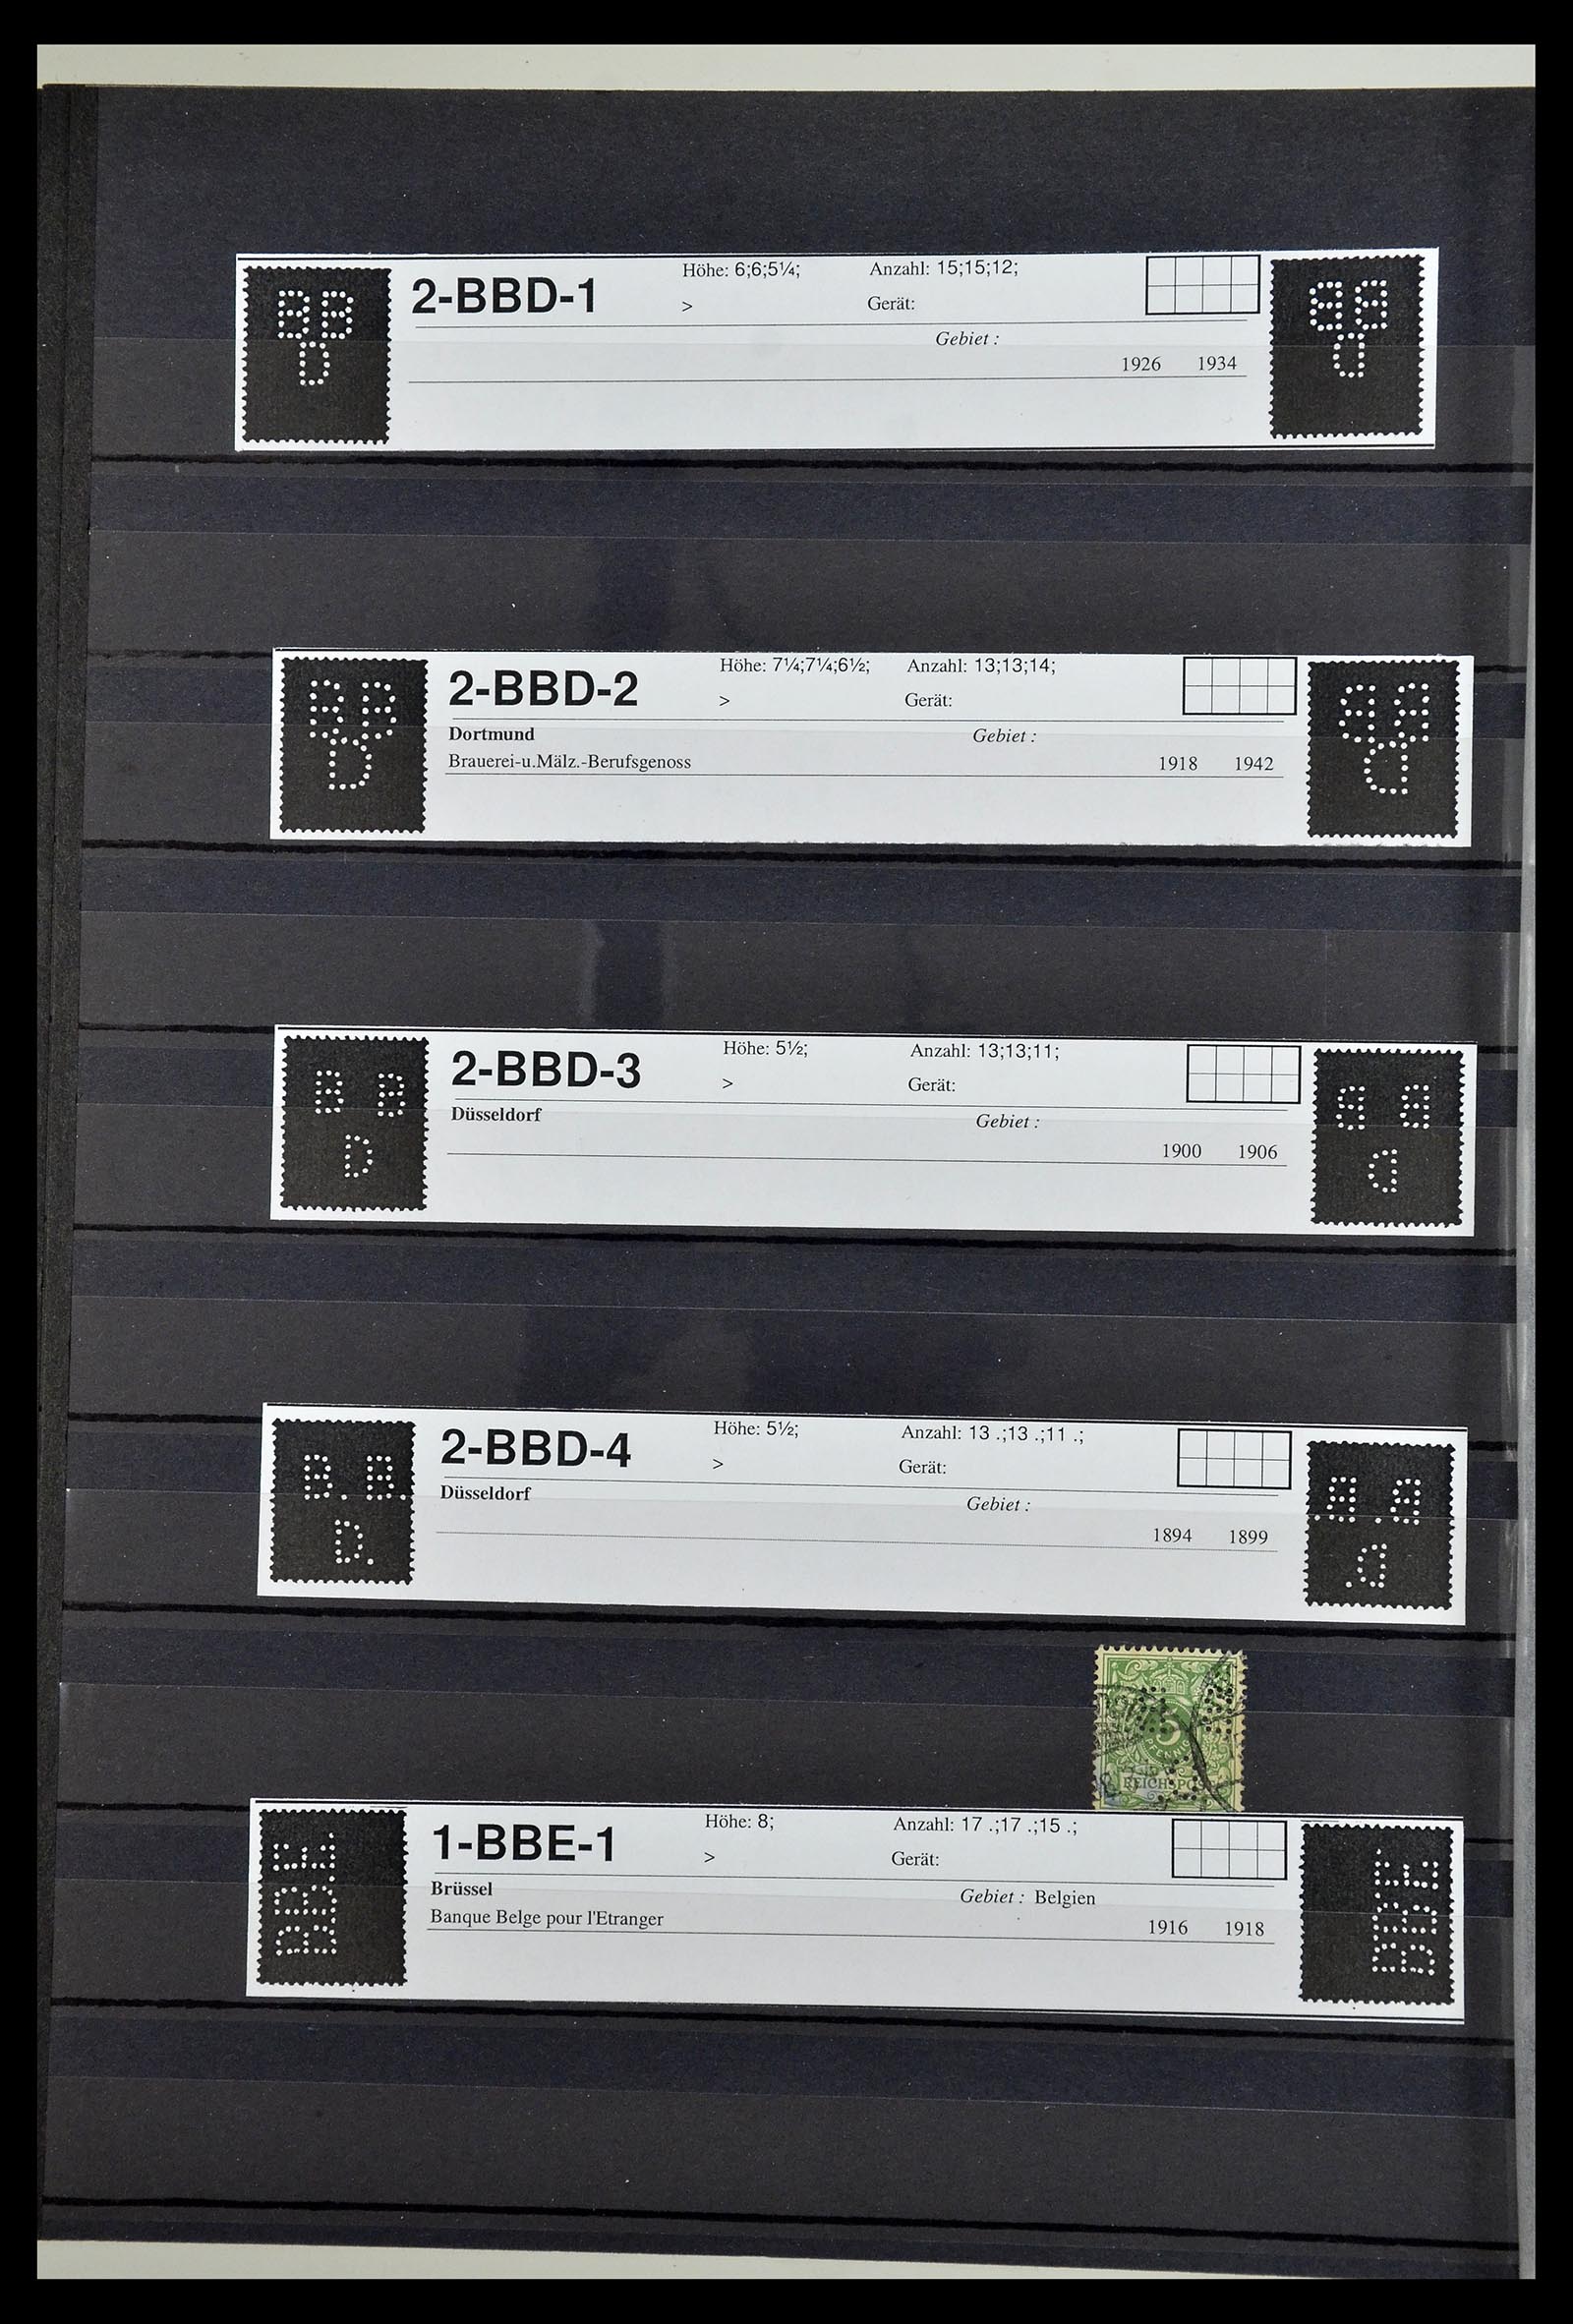 BB
D
2-BBD-1
Höhe: 6;6;5¼;
Anzahl: 15;15;12;
>
Gerät:
Gebiet :
1926 1934
BB
D
2-BBD-2
Höhe: 7¼;7¼;6½;
Anzahl: 13;13;14;
>
Gerät:
Dortmund
Gebiet :
Brauerei-u.Mälz.-Berufsgenoss
1918 1942
B B
D
2-BBD-3
Höhe: 5½;
Anzahl: 13;13;11;
>
Gerät:
Düsseldorf
Gebiet :
1900 1906
B. B.
D.
2-BBD-4
Höhe: 5½;
Anzahl: 13 .;13 .;11 .;
>
Gerät:
Düsseldorf
Gebiet :
1894 1899
5
PFENNIG
REICHSPOST
B.B.E.
1-BBE-1
Höhe: 8;
Anzahl: 17 .;17 .;15 .;
>
Gerät:
Brüssel
Gebiet : Belgien
Banque Belge pour l'Etranger
1916 1918